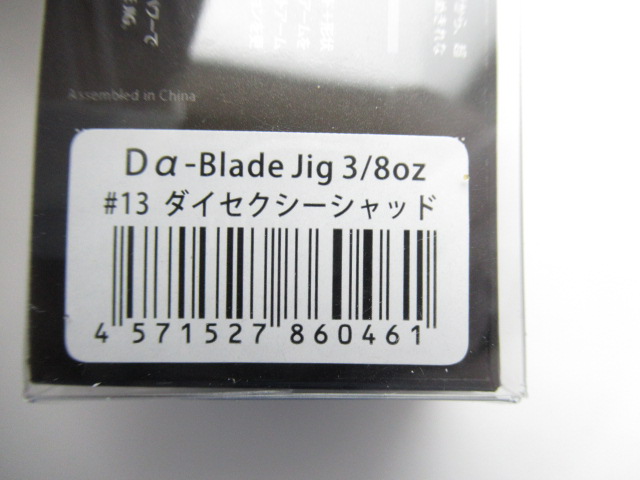 Assembled in China
Dα-Blade Jig 3/8oz
#13 ダイセクシーシャッド
4 571527 860461